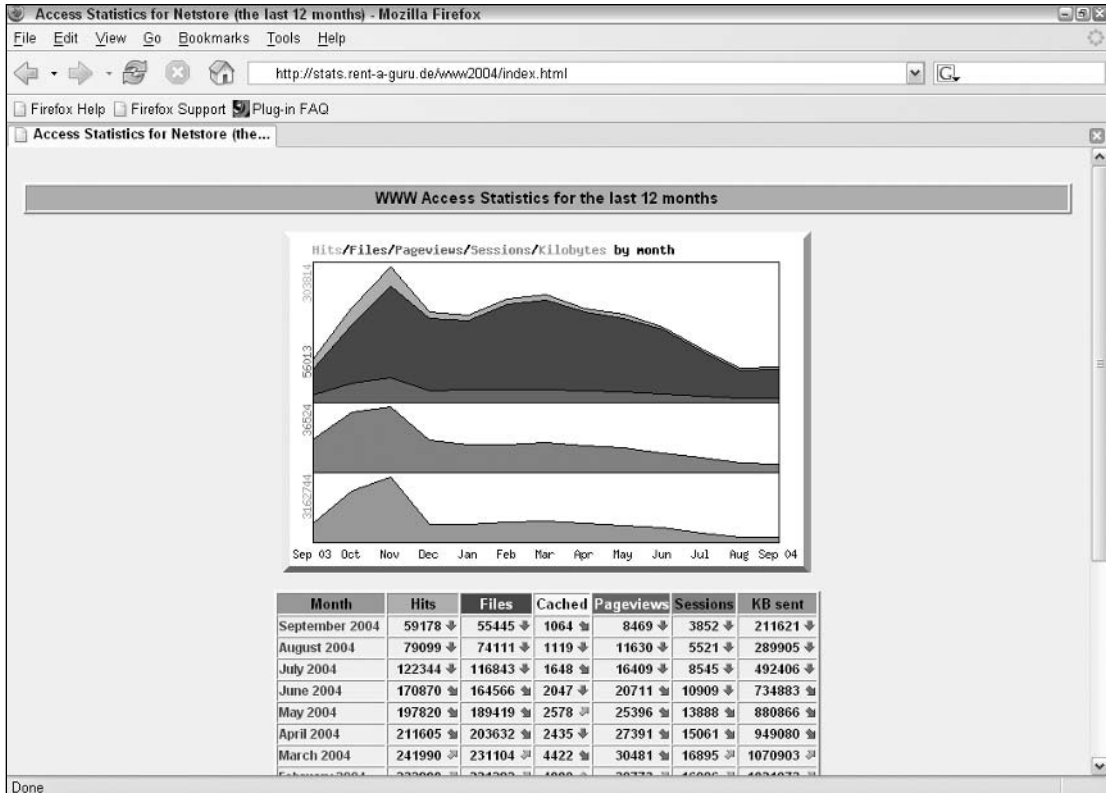 Access Statistics for Netstore (the last 12 months) - Mozilla Firefox
File Edit View Go Bookmarks Tools Help
http://stats.rent-a-guru.de/www2004/index.html
G
Firefox Help Firefox Support Plug-in FAQ
Access Statistics for Netstore (the...
WWW Access Statistics for the last 12 months
Hits/Files/Pageviews/Sessions/Kilobytes by month
303814
56013
36524
3162744
Sep 03 Oct Nov Dec Jan Feb Mar Apr May Jun Jul Aug Sep 04
Month Hits Files Cached Pageviews Sessions KB sent
September 2004 59178 55445 1064 8469 3852 211621
August 2004 79099 74111 1119 11630 5521 289905
July 2004 122344 116843 1648 16409 8545 492406
June 2004 170870 164566 2047 20711 10909 734883
May 2004 197820 189419 2578 25396 13888 880866
April 2004 211605 203632 2435 27391 15061 949080
March 2004 241990 231104 4422 30481 16895 1070903
February 2004
Done